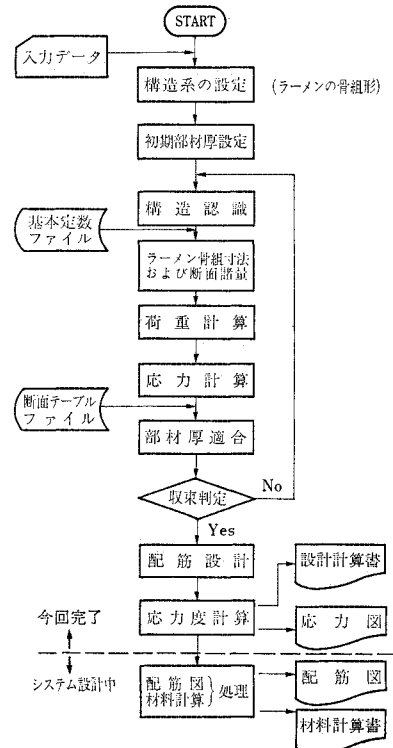 START
入力データ
構造系の設定
(ラーメンの骨組形)
初期部材厚設定
構造認識
基本定数
ファイル
ラーメン骨組寸法
および断面諸量
荷重計算
応力計算
断面テーブル
ファイル
部材厚適合
収束判定
No
Yes
配筋設計
設計計算書
応力度計算
応力図
今回完了
システム設計中
配筋図
材料計算
}処理
配筋図
材料計算書